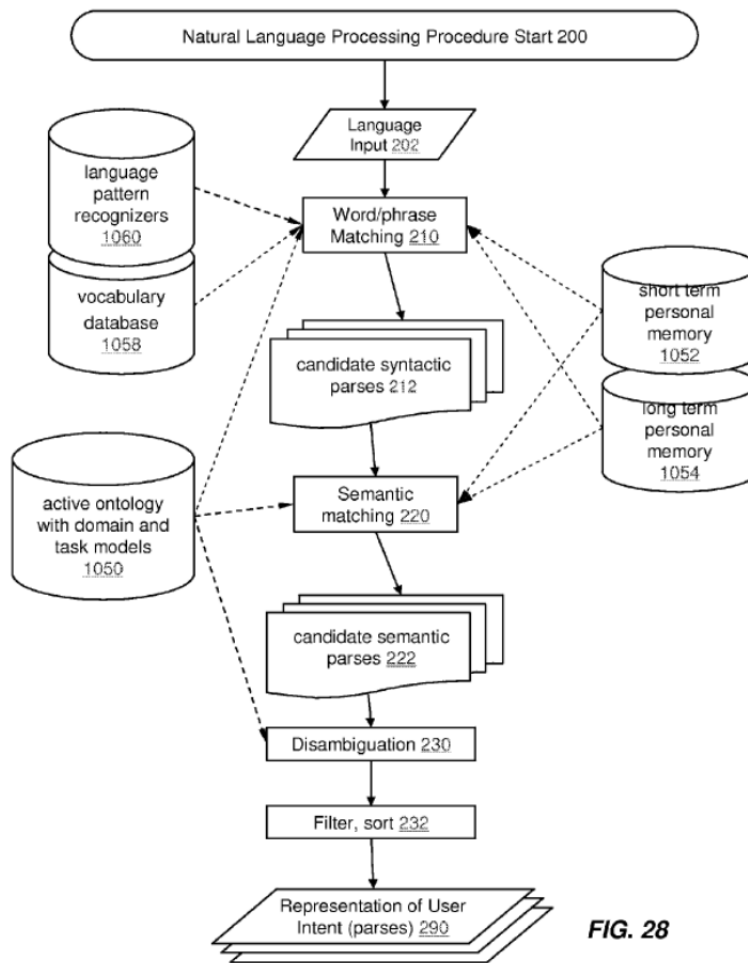 Natural Language Processing Procedure Start 200
Language
Input 202
language
pattern
recognizers
1060
Word/phrase
Matching 210
vocabulary
database
1058
short term
personal
memory
1052
candidate syntactic
parses 212
long term
personal
memory
1054
active ontology
with domain and
task models
1050
Semantic
matching 220
candidate semantic
parses 222
Disambiguation 230
Filter, sort 232
Representation of User
Intent (parses) 290
FIG. 28